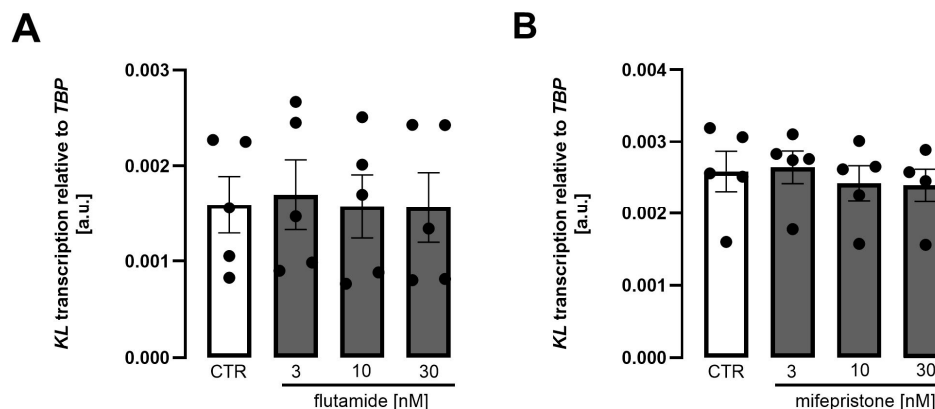 A
KL transcription relative to TBP
[a.u.]
0.003
0.002
0.001
0.000
CTR
3
10
30
flutamide [nM]
B
KL transcription relative to TBP
[a.u.]
0.004
0.003
0.002
0.001
0.000
CTR
3
10
30
mifepristone [nM]